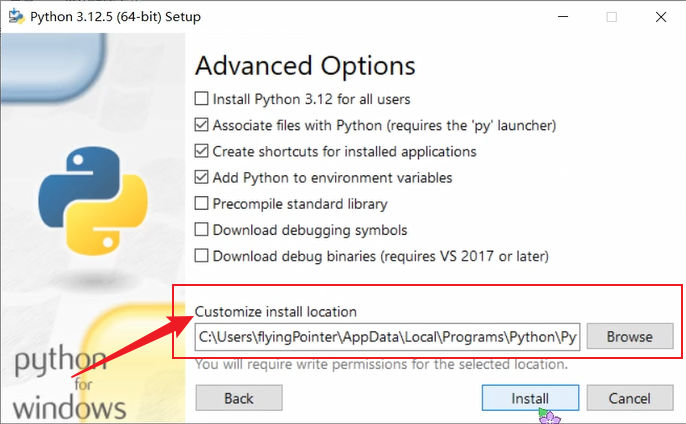 Python 3.12.5 (64-bit) Setup
Advanced Options
Install Python 3.12 for all users
Associate files with Python (requires the 'py' launcher)
Create shortcuts for installed applications
Add Python to environment variables
Precompile standard library
Download debugging symbols
Download debug binaries (requires VS 2017 or later)
Customize install location
C:\Users\flyingPointer\AppData\Local\Programs\Python\Py
Browse
You will require write permissions for the selected location.
python
for
windows
Back
Install
Cancel